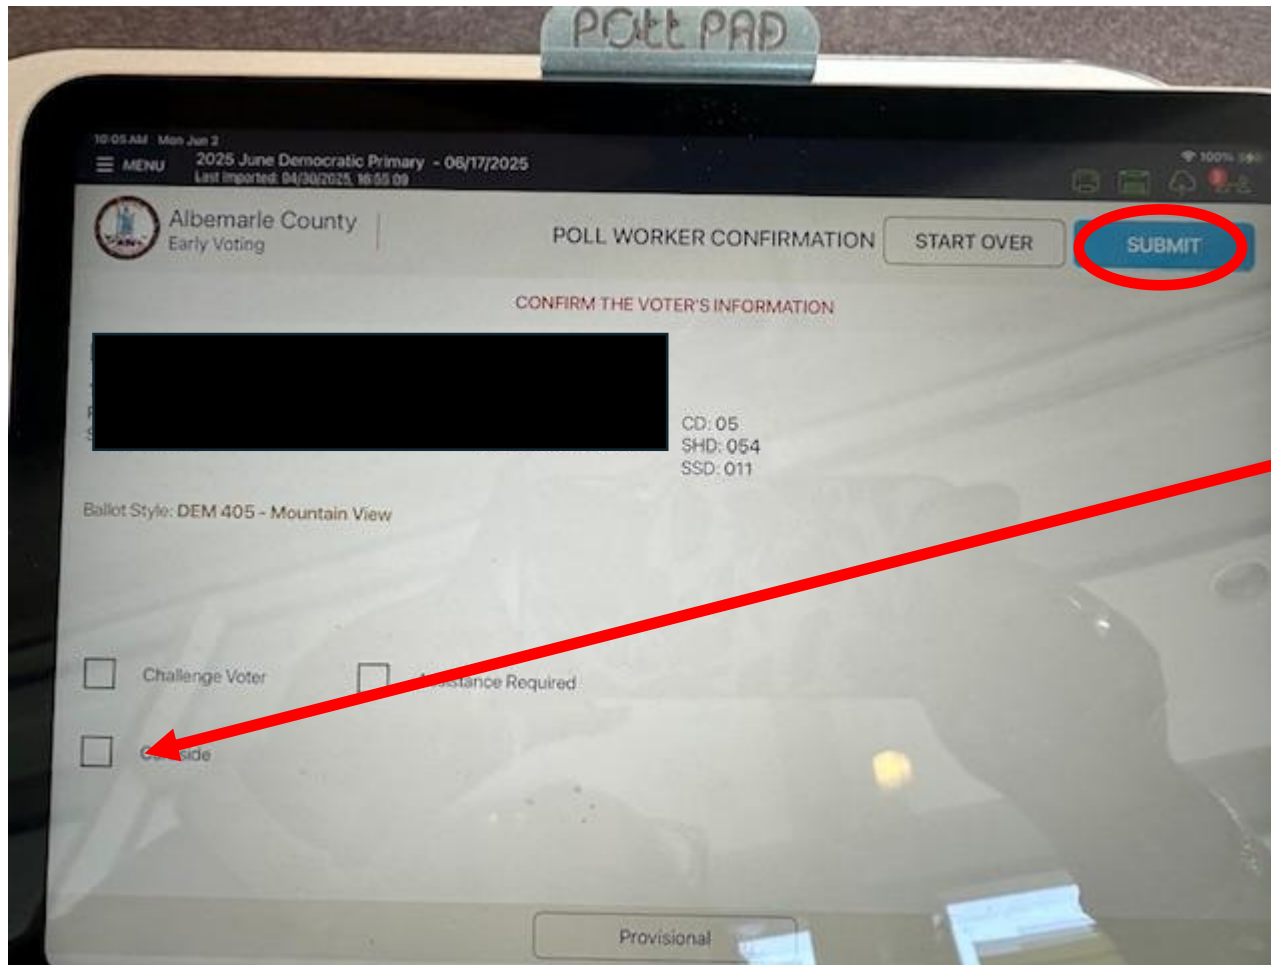 POLL PAD
10:05 AM Mon Jun 2
100%
MENU
2025 June Democratic Primary - 06/17/2025
Last Imported: 04/30/2025, 16:55:09
Albemarle County
Early Voting
POLL WORKER CONFIRMATION
START OVER
SUBMIT
CONFIRM THE VOTER'S INFORMATION
CD: 05
SHD: 054
SSD: 011
Ballot Style: DEM 405 - Mountain View
Challenge Voter
Required
Provisional